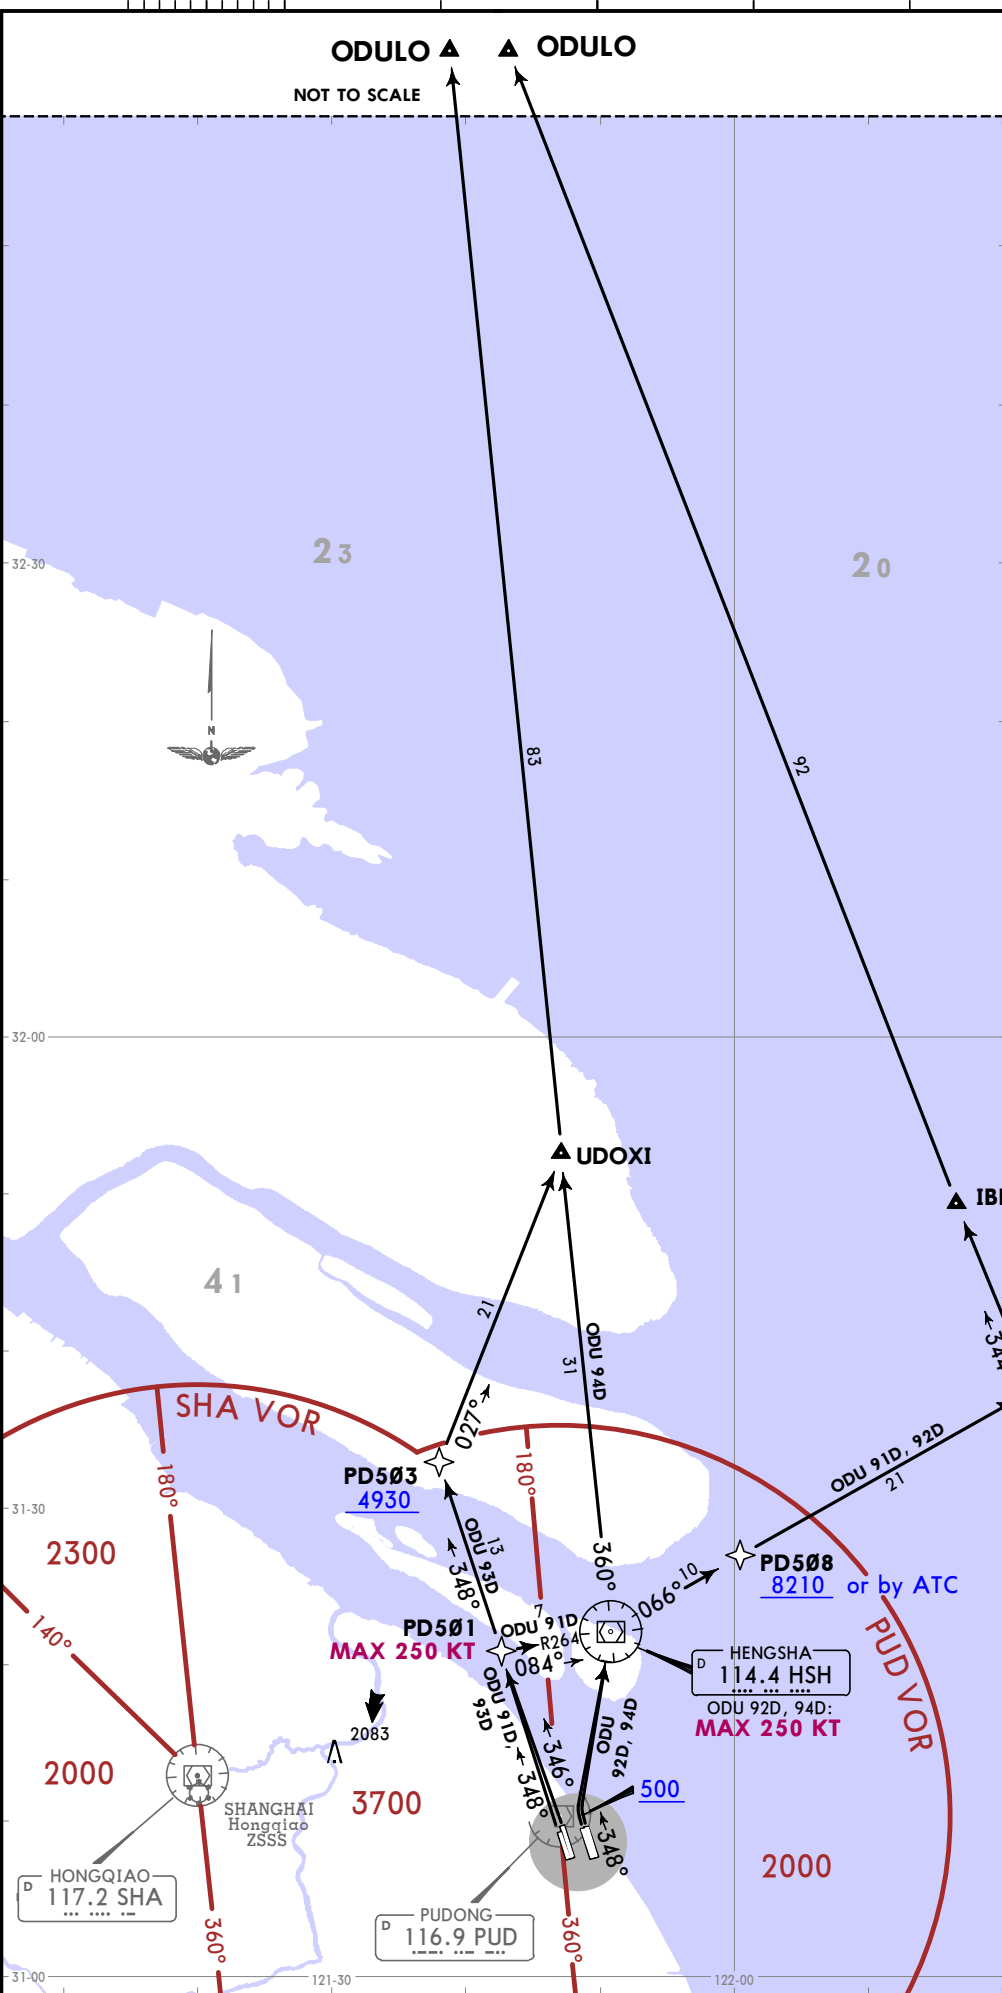 ODULO
ODULO
NOT TO SCALE
23
20
32-30
N
83
92
32-00
UDOXI
41
21
31
ODU 94D
SHA VOR
027°
180°
180°
PD5Ø3
4930
ODU 91D, 92D
21
31-30
13
ODU 93D
348°
360°
2300
066°
10
PD5Ø8
8210 or by ATC
140°
PD5Ø1
MAX 250 KT
7
ODU 91D
R264
084°
HENGSHA
D 114.4 HSH
ODU 92D, 94D:
MAX 250 KT
PUD VOR
ODU 91D,
93D
348°
346°
ODU
92D, 94D
2083
2000
3700
500
SHANGHAI
Hongqiao
ZSSS
348°
2000
HONGQIAO
D 117.2 SHA
PUDONG
D 116.9 PUD
360°
360°
31-00
121-30
122-00